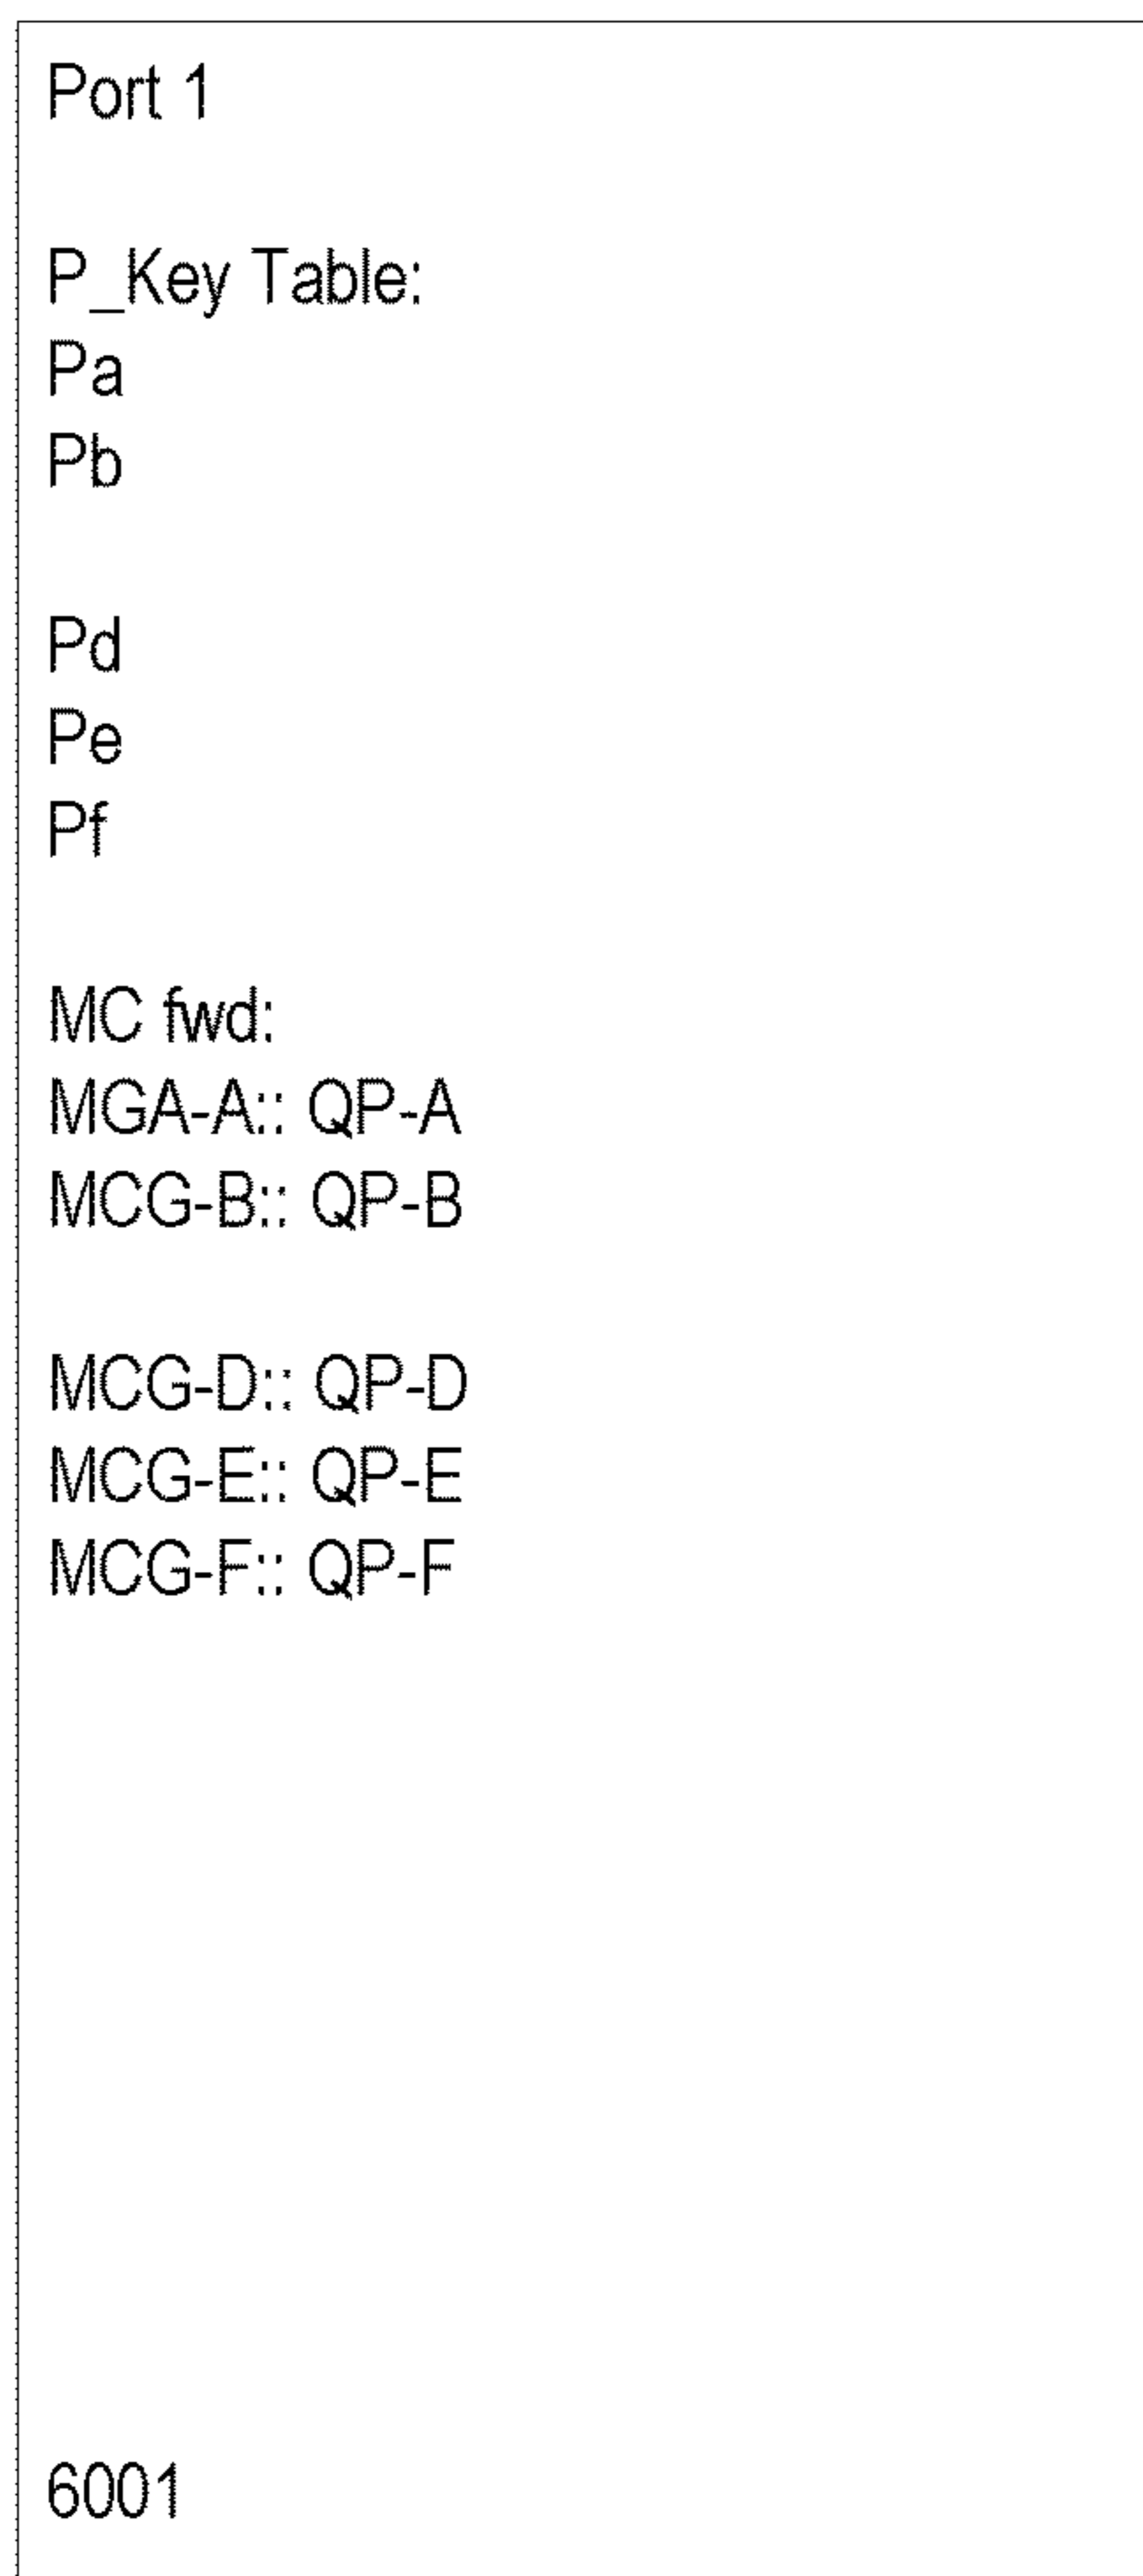 Port 1
P_Key Table:
Pa
Pb
Pd
Pe
Pf
MC fwd:
MGA-A:: QP-A
MCG-B:: QP-B
MCG-D:: QP-D
MCG-E:: QP-E
MCG-F:: QP-F
6001